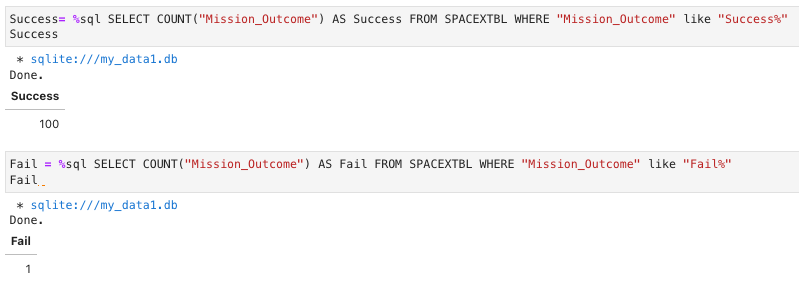 Success= %sql SELECT COUNT("Mission_Outcome") AS Success FROM SPACEXTBL WHERE "Mission_Outcome" like "Success%"
Success
* sqlite:///my_data1.db
Done.
Success
100
Fail = %sql SELECT COUNT("Mission_Outcome") AS Fail FROM SPACEXTBL WHERE "Mission_Outcome" like "Fail%"
Fail
* sqlite:///my_data1.db
Done.
Fail
1